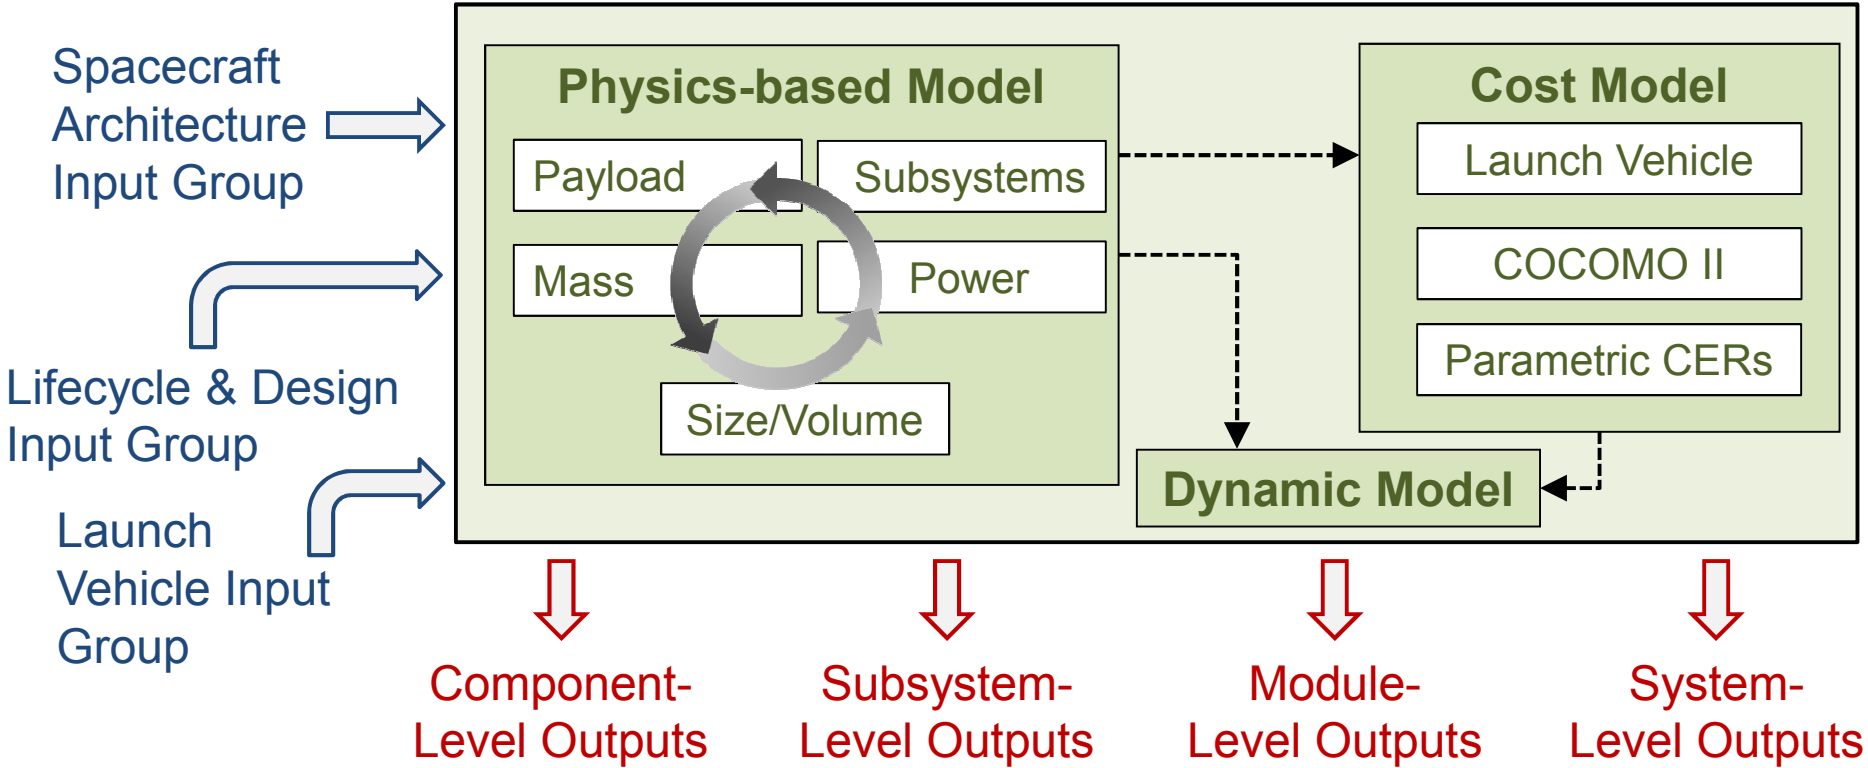 Spacecraft
Architecture
Input Group
Lifecycle & Design
Input Group
Launch
Vehicle Input
Group
Physics-based Model
Payload
Subsystems
Mass
Power
Size/Volume
Cost Model
Launch Vehicle
COCOMO II
Parametric CERs
Dynamic Model
Component-
Level Outputs
Subsystem-
Level Outputs
Module-
Level Outputs
System-
Level Outputs